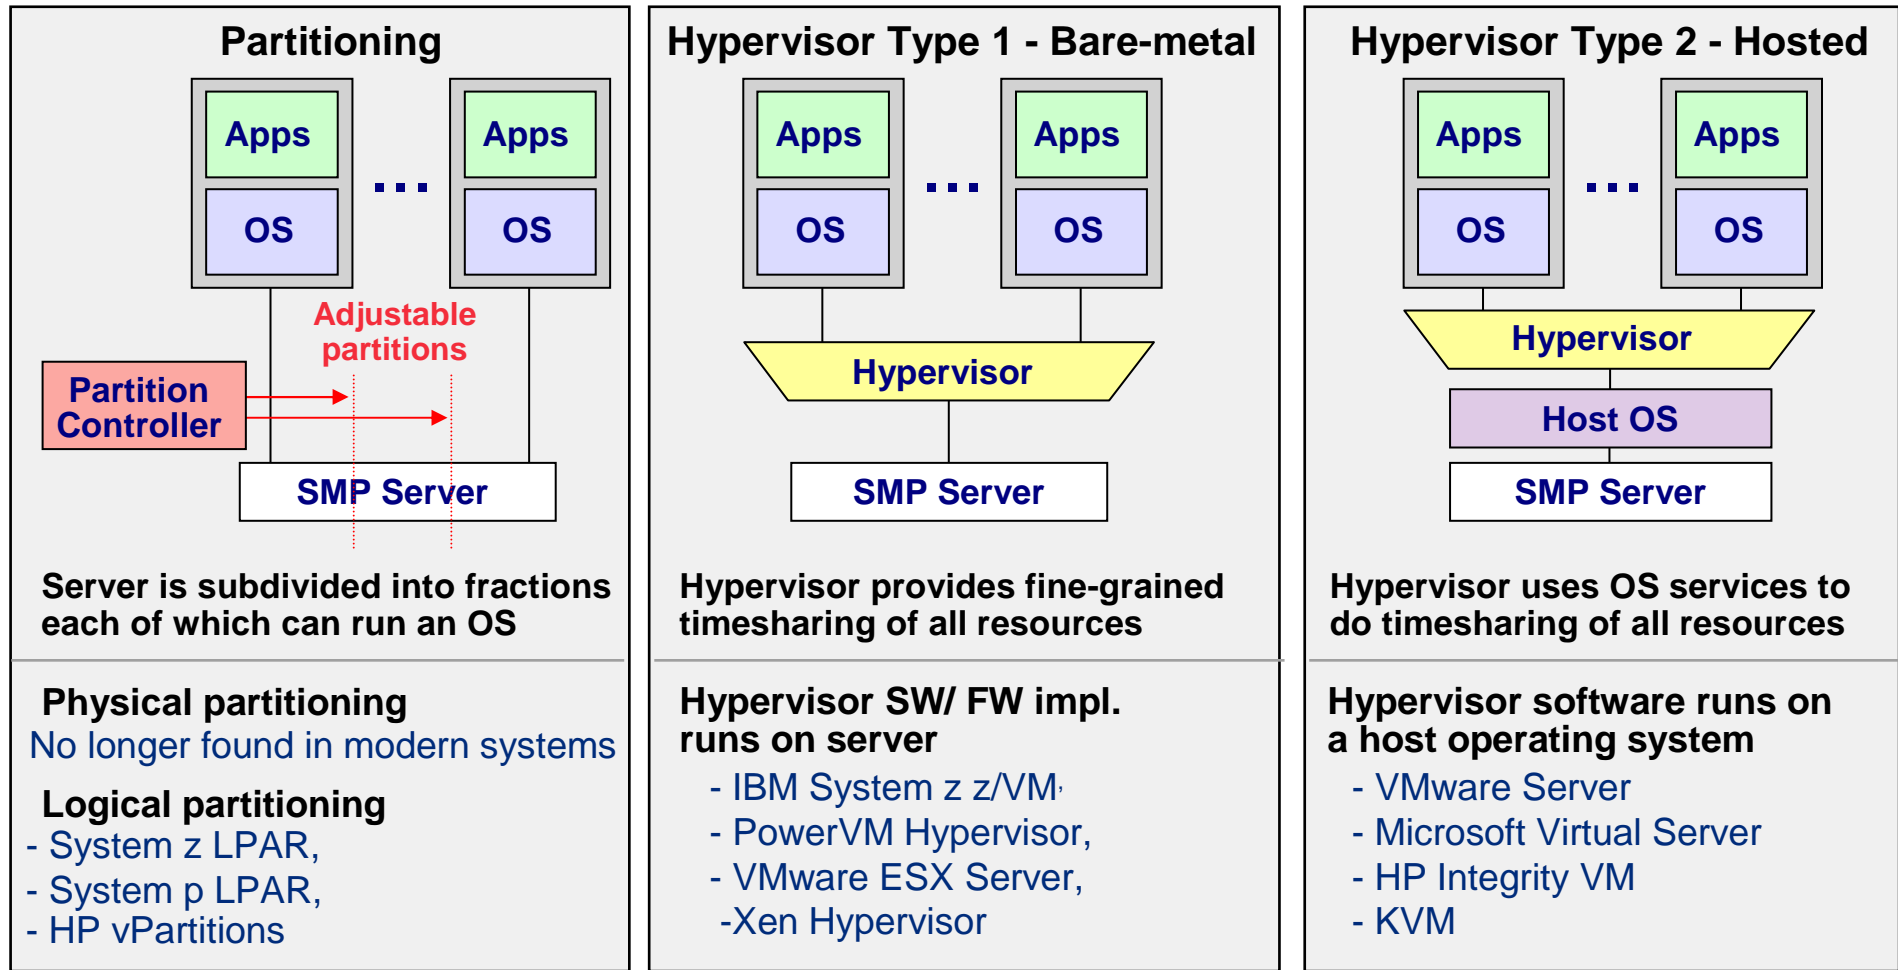 Partitioning
Apps
Apps
OS
OS
Adjustable
partitions
Partition
Controller
SMP Server
Server is subdivided into fractions
each of which can run an OS
Physical partitioning
No longer found in modern systems
Logical partitioning
- System z LPAR,
- System p LPAR,
- HP vPartitions
Hypervisor Type 1 - Bare-metal
Apps
Apps
OS
OS
Hypervisor
SMP Server
Hypervisor provides fine-grained
timesharing of all resources
Hypervisor SW/ FW impl.
runs on server
- IBM System z z/VM,
- PowerVM Hypervisor,
- VMware ESX Server,
-Xen Hypervisor
Hypervisor Type 2 - Hosted
Apps
Apps
OS
OS
Hypervisor
Host OS
SMP Server
Hypervisor uses OS services to
do timesharing of all resources
Hypervisor software runs on
a host operating system
- VMware Server
- Microsoft Virtual Server
- HP Integrity VM
- KVM